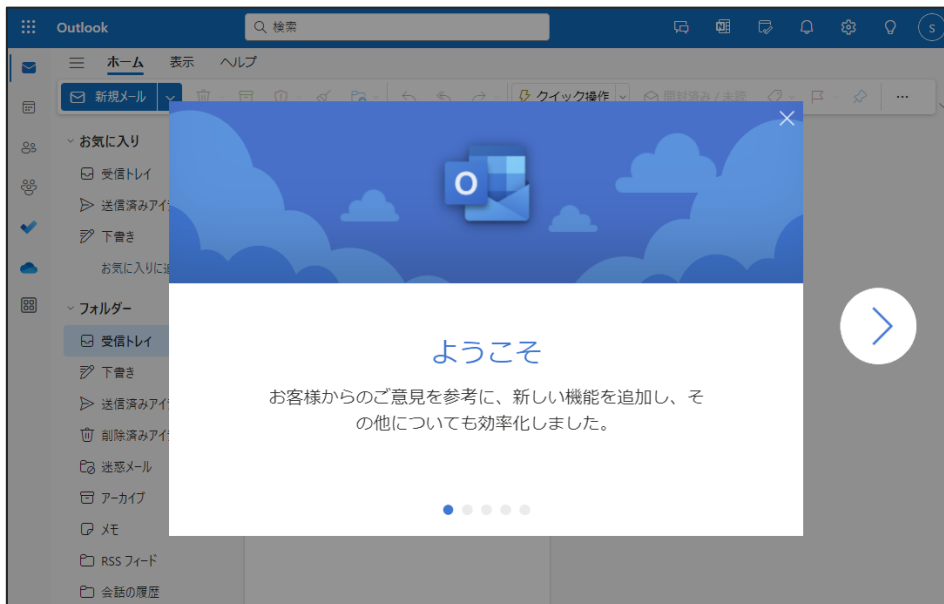 Outlook
検索
S
ホーム 表示 ヘルプ
新規メール
クイック操作
開封済み / 未読
お気に入り
受信トレイ
送信済みアイ
下書き
お気に入りに追
フォルダー
受信トレイ
下書き
送信済みアイ
削除済みアイ
迷惑メール
アーカイブ
メモ
RSS フィード
会話の履歴
O
ようこそ
お客様からのご意見を参考に、新しい機能を追加し、そ
の他についても効率化しました。